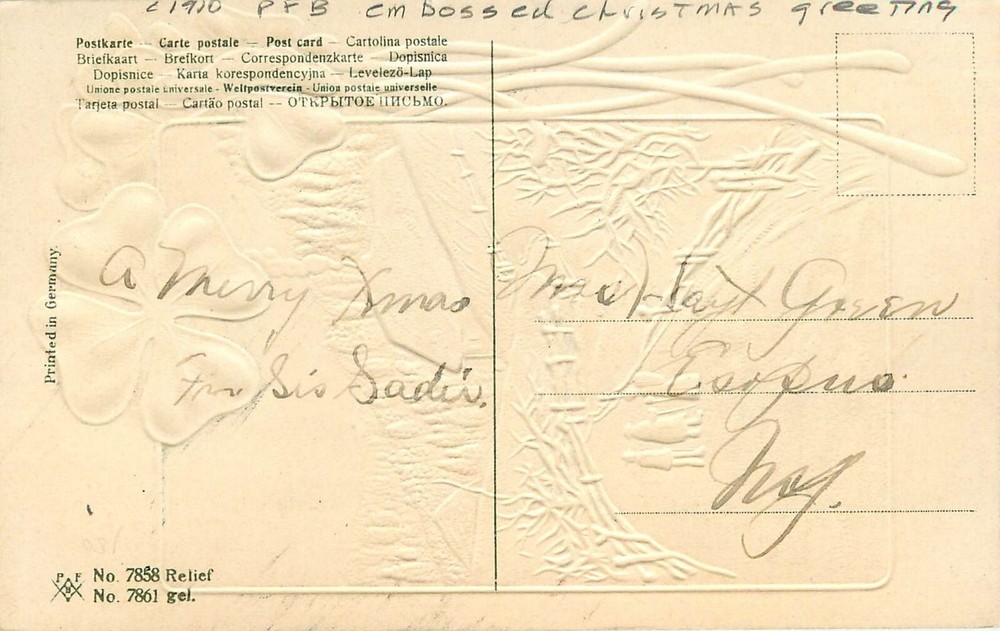 c1910 PFB embossed christmas greeting
Postkarte — Carte postale — Post card — Cartolina postale
Briefkaart — Brefkort — Correspondenzkarte — Dopisnica
Dopisnice — Karta korespondencyjna — Levelező-Lap
Unione postale universale - Weltpostverein - Union postale universelle
Tarjeta postal — Cartão postal — ОТКРЫТОЕ ПИСЬМО.
Printed in Germany.
A Merry Xmas
Fro Sis Sadie.
Green
Esopus
N.Y.
P F B
No. 7858 Relief
No. 7861 gel.